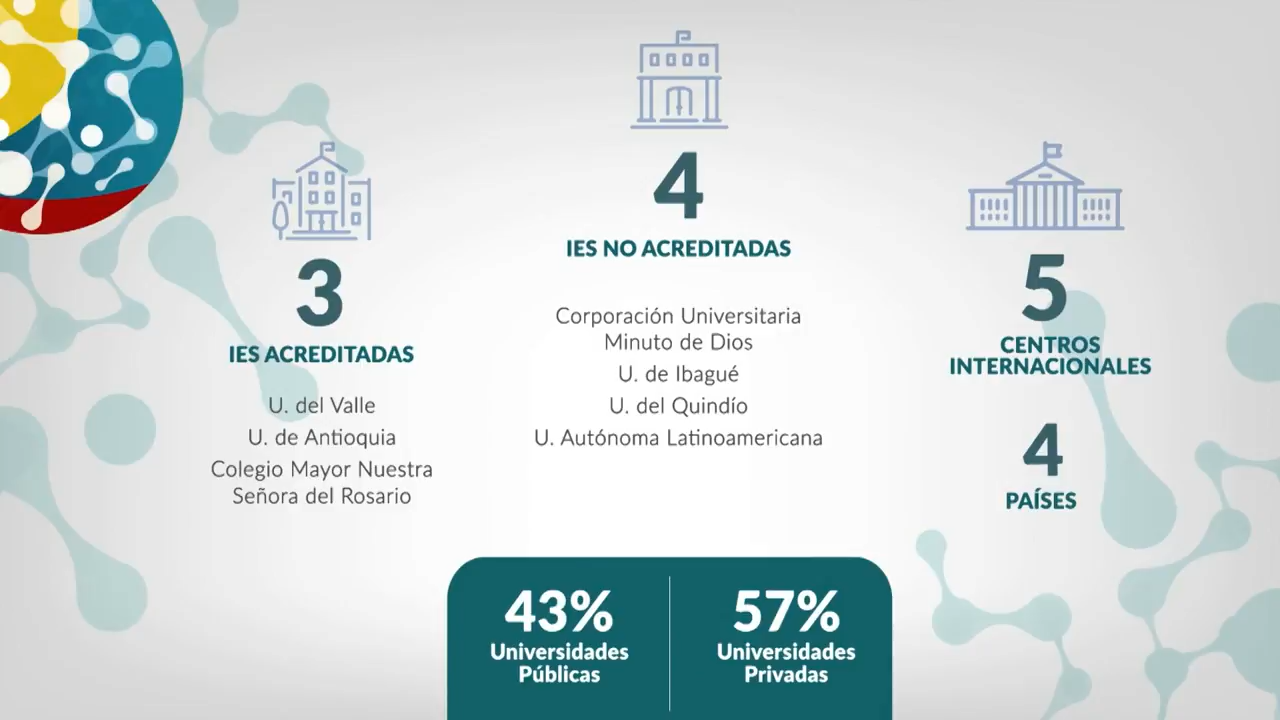 3
IES ACREDITADAS
U. del Valle
U. de Antioquia
Colegio Mayor Nuestra
Señora del Rosario
4
IES NO ACREDITADAS
Corporación Universitaria
Minuto de Dios
U. de Ibagué
U. del Quindío
U. Autónoma Latinoamericana
5
CENTROS
INTERNACIONALES
4
PAÍSES
43%
Universidades
Públicas
57%
Universidades
Privadas